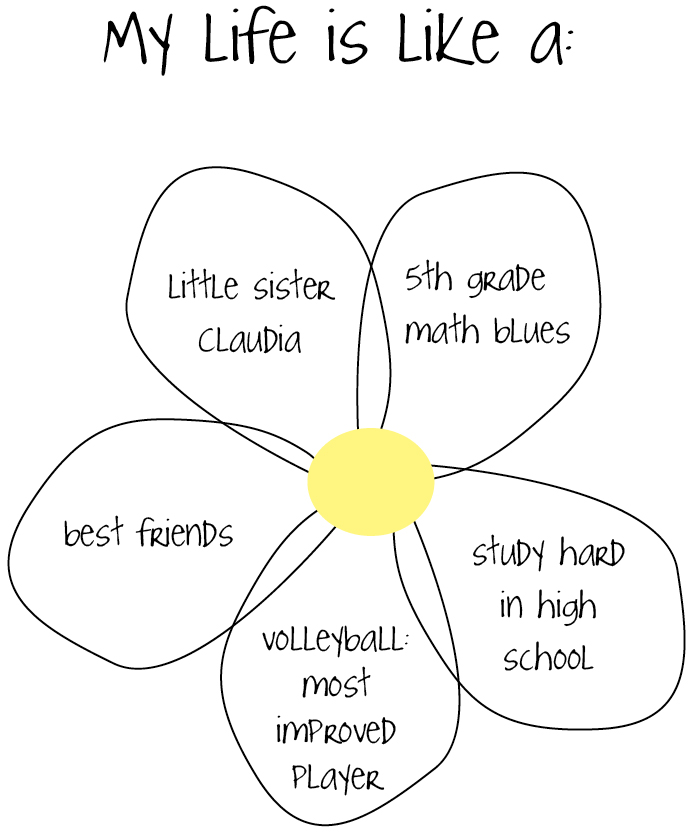 My Life is Like a:
Little sister
Claudia
5th grade
math blues
best friends
study hard
in high
school
volleyball:
most
improved
player